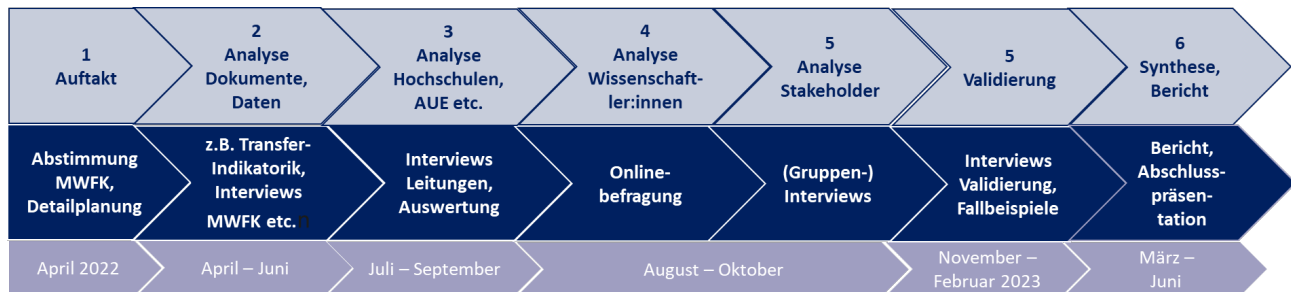 1
Auftakt
2
Analyse
Dokumente,
Daten
3
Analyse
Hochschulen,
AUE etc.
4
Analyse
Wissenschaft-
ler:innen
5
Analyse
Stakeholder
5
Validierung
6
Synthese,
Bericht
Abstimmung
MWFK,
Detailplanung
z.B. Transfer-
Indikatorik,
Interviews
MWFK etc.
Interviews
Leitungen,
Auswertung
Online-
befragung
(Gruppen-)
Interviews
Interviews
Validierung,
Fallbeispiele
Bericht,
Abschluss-
präsen-
tation
April 2022
April – Juni
Juli – September
August – Oktober
November –
Februar 2023
März –
Juni